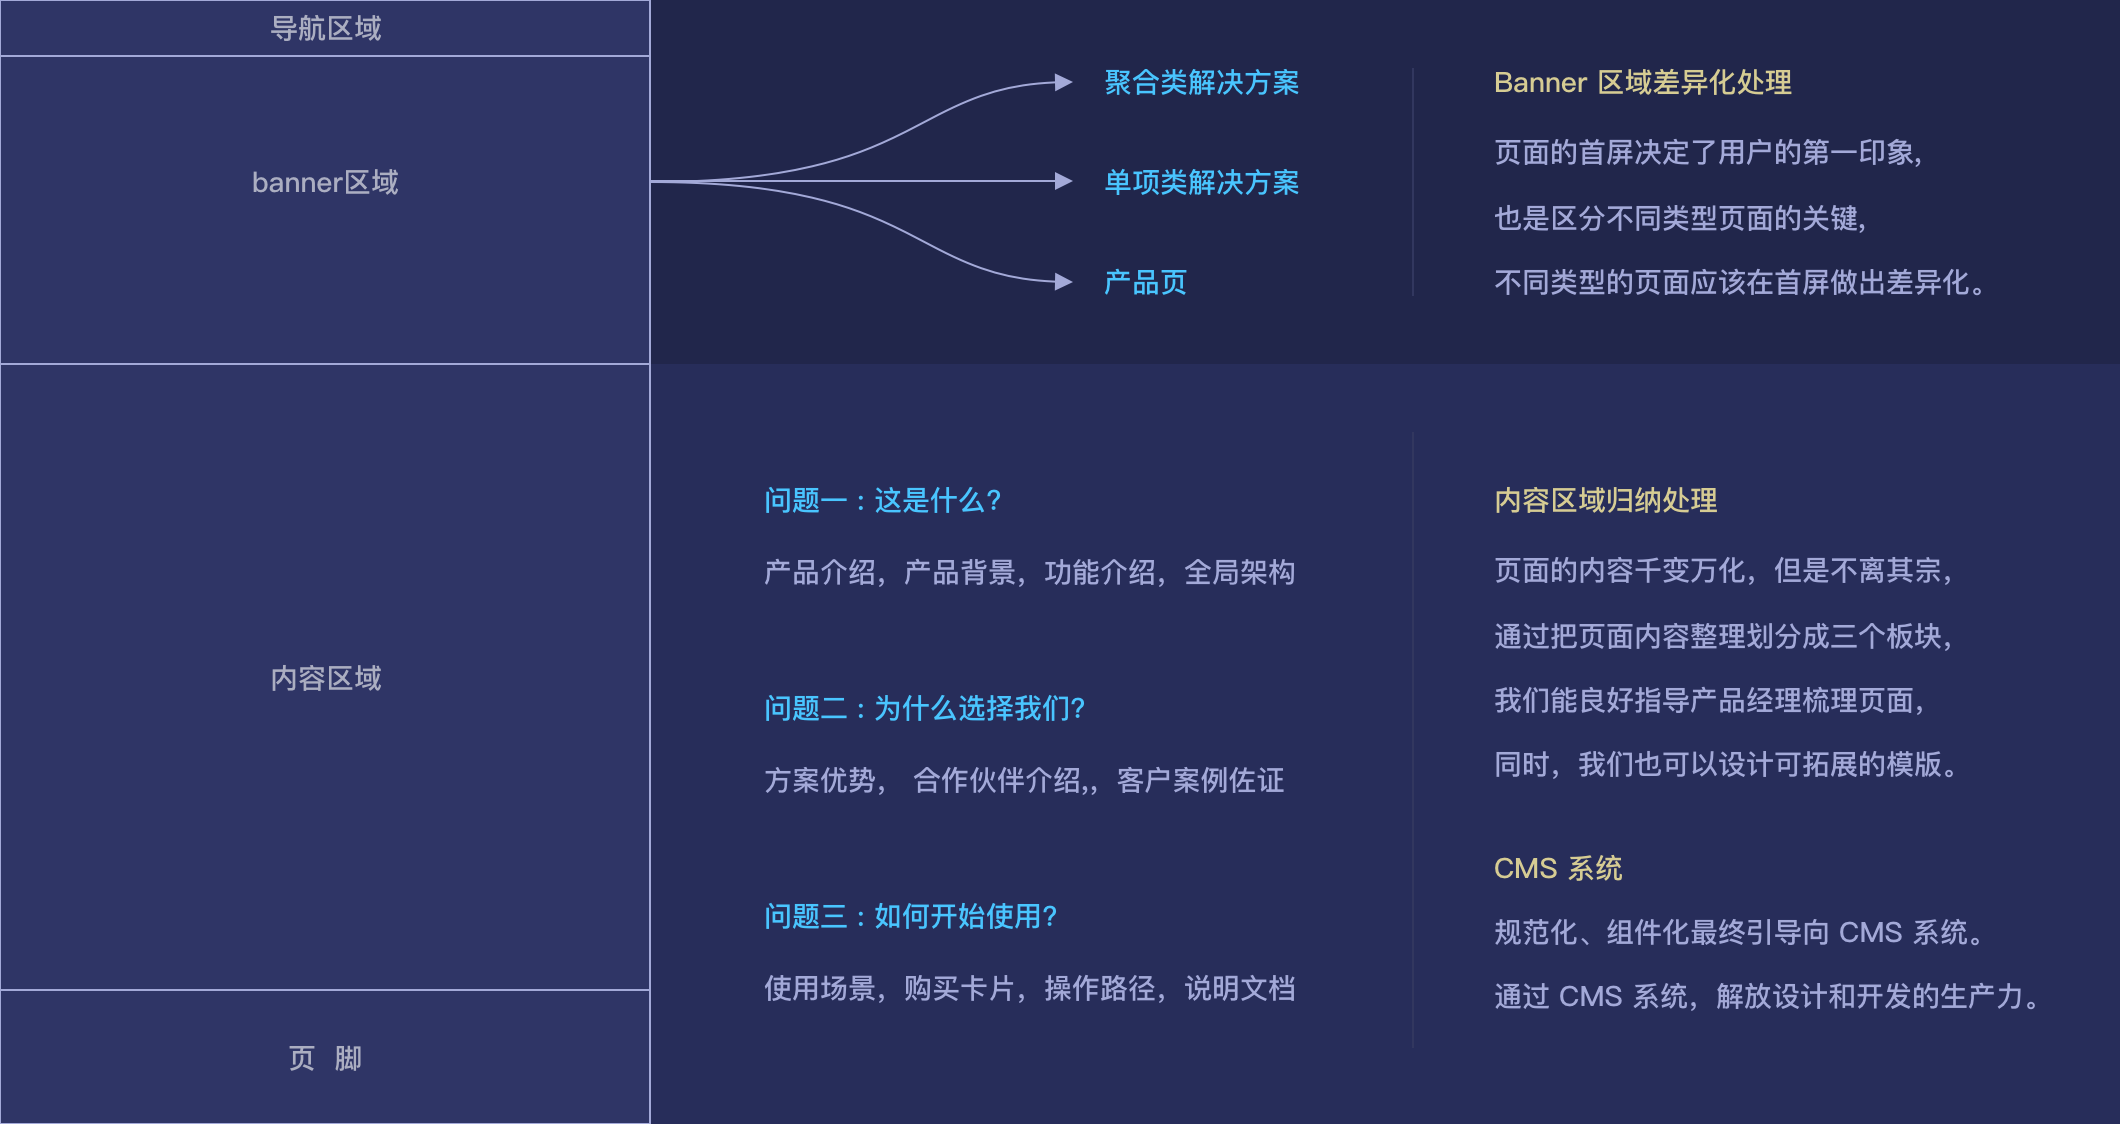 导航区域
banner区域
聚合类解决方案
单项类解决方案
产品页
Banner 区域差异化处理
页面的首屏决定了用户的第一印象,
也是区分不同类型页面的关键,
不同类型的页面应该在首屏做出差异化。
内容区域
问题一：这是什么?
产品介绍，产品背景，功能介绍，全局架构
问题二：为什么选择我们?
方案优势， 合作伙伴介绍,，客户案例佐证
问题三：如何开始使用?
使用场景，购买卡片，操作路径，说明文档
内容区域归纳处理
页面的内容千变万化，但是不离其宗，
通过把页面内容整理划分成三个板块，
我们能良好指导产品经理梳理页面，
同时，我们也可以设计可拓展的模版。
CMS 系统
规范化、组件化最终引导向 CMS 系统。
通过 CMS 系统，解放设计和开发的生产力。
页 脚